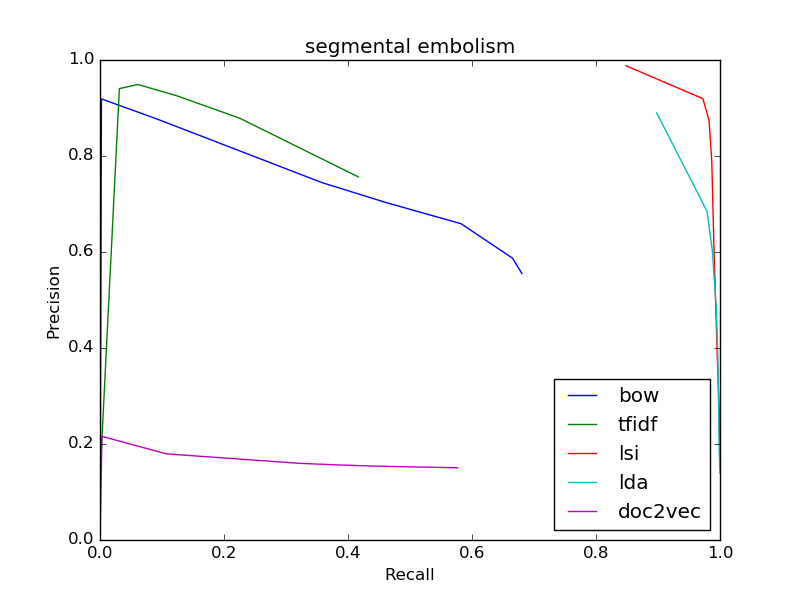 segmental embolism
1.0
0.8
0.6
0.4
0.2
0.0
Precision
0.0 0.2 0.4 0.6 0.8 1.0
Recall
bow
tfidf
lsi
lda
doc2vec